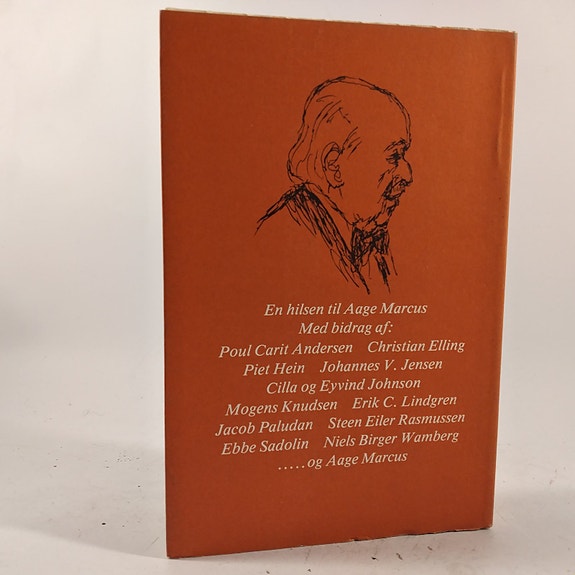 En hilsen til Aage Marcus
Med bidrag af:
Poul Carit Andersen Christian Elling
Piet Hein Johannes V. Jensen
Cilla og Eyvind Johnson
Mogens Knudsen Erik C. Lindgren
Jacob Paludan Steen Eiler Rasmussen
Ebbe Sadolin Niels Birger Wamberg
.....og Aage Marcus